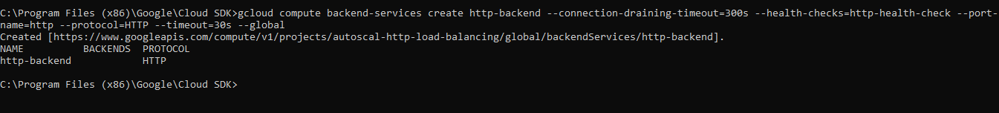 C:\Program Files (x86)\Google\Cloud SDK>gcloud compute backend-services create http-backend --connection-draining-timeout=300s --health-checks=http-health-check --port-
name=http --protocol=HTTP --timeout=30s --global
Created [https://www.googleapis.com/compute/v1/projects/autoscal-http-load-balancing/global/backendServices/http-backend].
NAME          BACKENDS  PROTOCOL
http-backend            HTTP
C:\Program Files (x86)\Google\Cloud SDK>